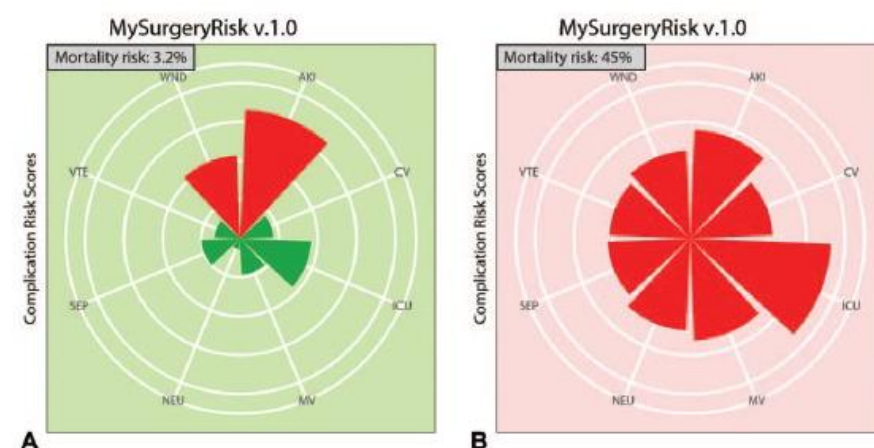 MySurgeryRisk v.1.0
Mortality risk: 3.2%
WND
AKI
VTE
CV
SEP
ICU
NEU
MV
Complication Risk Scores
A
MySurgeryRisk v.1.0
Mortality risk: 45%
WND
AKI
VTE
CV
SEP
ICU
NEU
MV
Complication Risk Scores
B